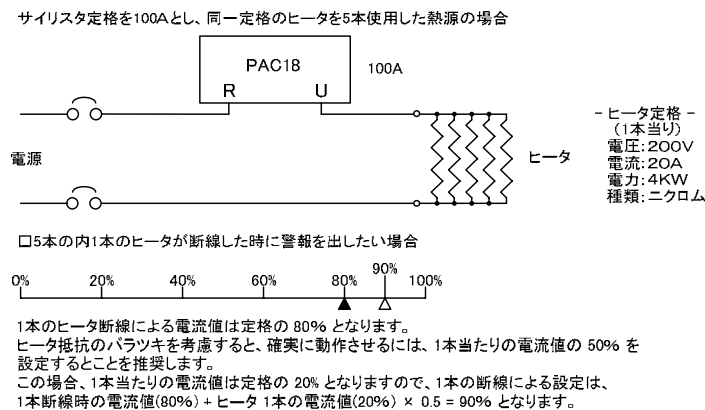 サイリスタ定格を100Aとし、同一定格のヒータを5本使用した熱源の場合
PAC18
100A
R U
- ヒータ定格 -
(1本当り)
電圧:200V
電流:20A
電力:4KW
種類:ニクロム
電源
ヒータ
□5本の内1本のヒータが断線した時に警報を出したい場合
0% 20% 40% 60% 80% 90% 100%
1本のヒータ断線による電流値は定格の 80% となります。
ヒータ抵抗のバラツキを考慮すると、確実に動作させるには、1本当たりの電流値の 50% を
設定するとことを推奨します。
この場合、1本当たりの電流値は定格の 20% となりますので、1本の断線による設定は、
1本断線時の電流値(80%) + ヒータ 1本の電流値(20%) × 0.5 = 90% となります。